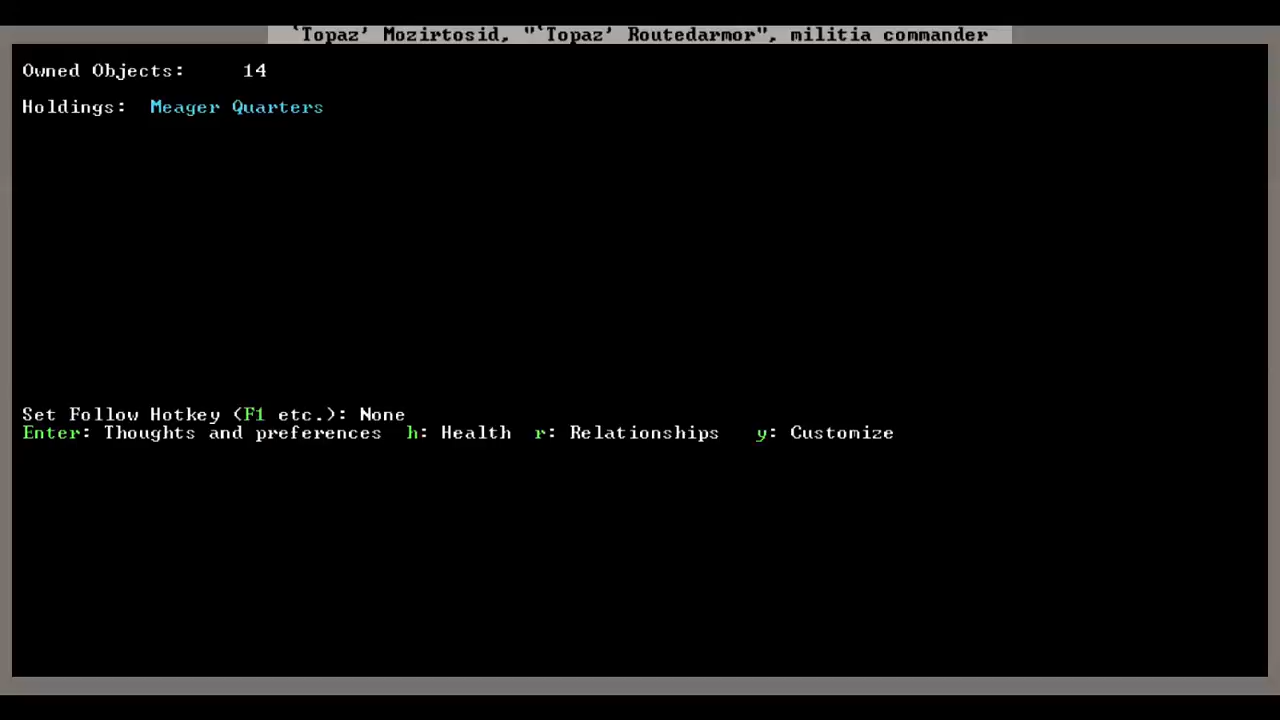 `Topaz' Mozirtosid, "`Topaz' Routedarmor", militia commander
Owned Objects: 14
Holdings: Meager Quarters
Set Follow Hotkey (F1 etc.): None
Enter: Thoughts and preferences h: Health r: Relationships y: Customize